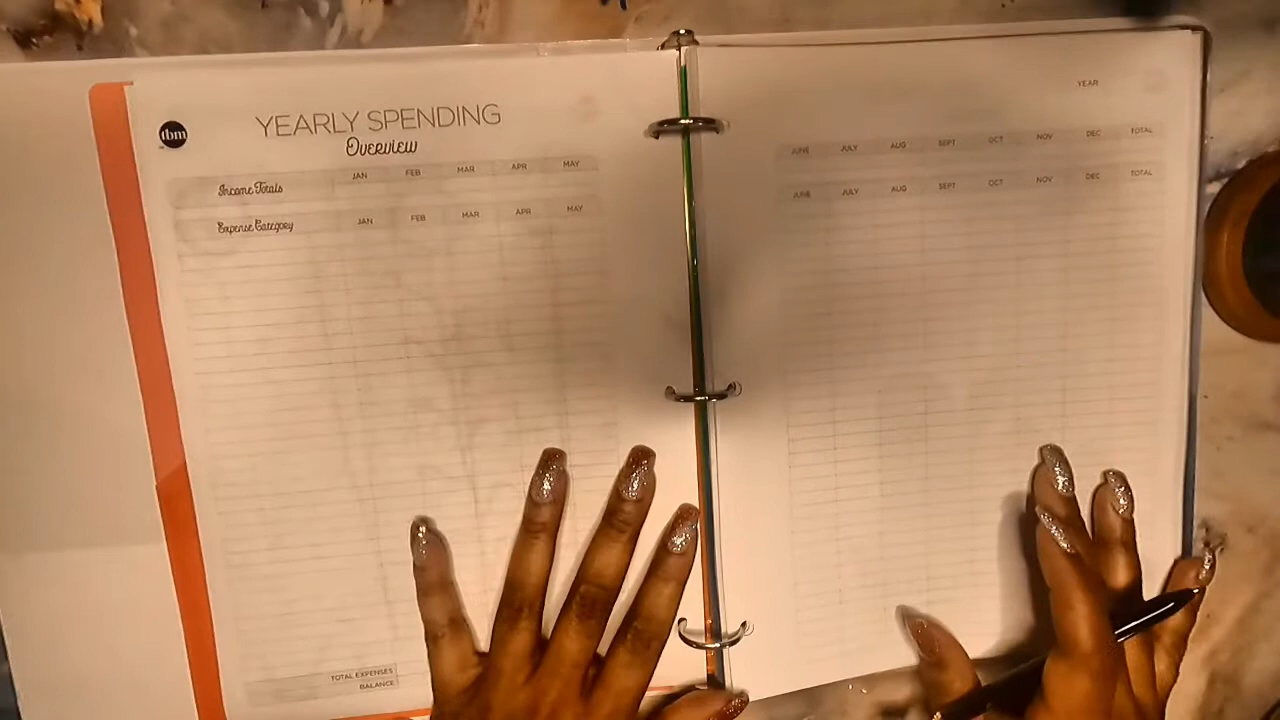 tbm
YEARLY SPENDING
Overview
JAN FEB MAR APR MAY
Income Totals
JAN FEB MAR APR MAY
Expense Category
TOTAL EXPENSES
BALANCE
YEAR
JUNE JULY AUG SEPT OCT NOV DEC TOTAL
JUNE JULY AUG SEPT OCT NOV DEC TOTAL